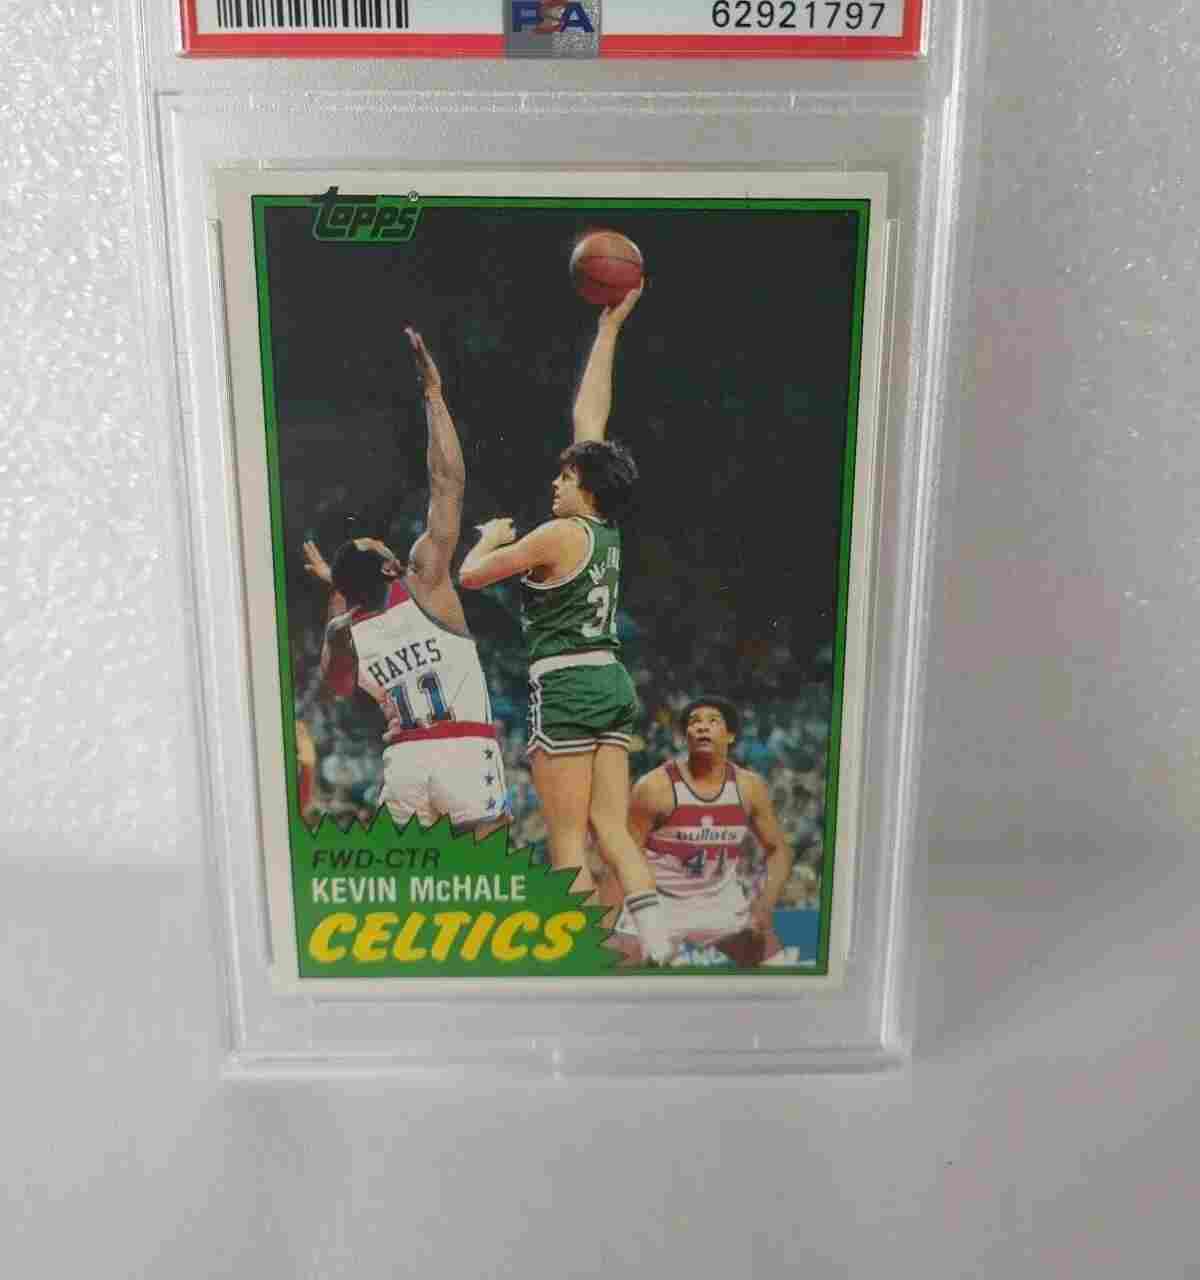 PSA
62921797
topps®
HAYES
11
bullets
41
FWD-CTR
KEVIN McHALE
CELTICS